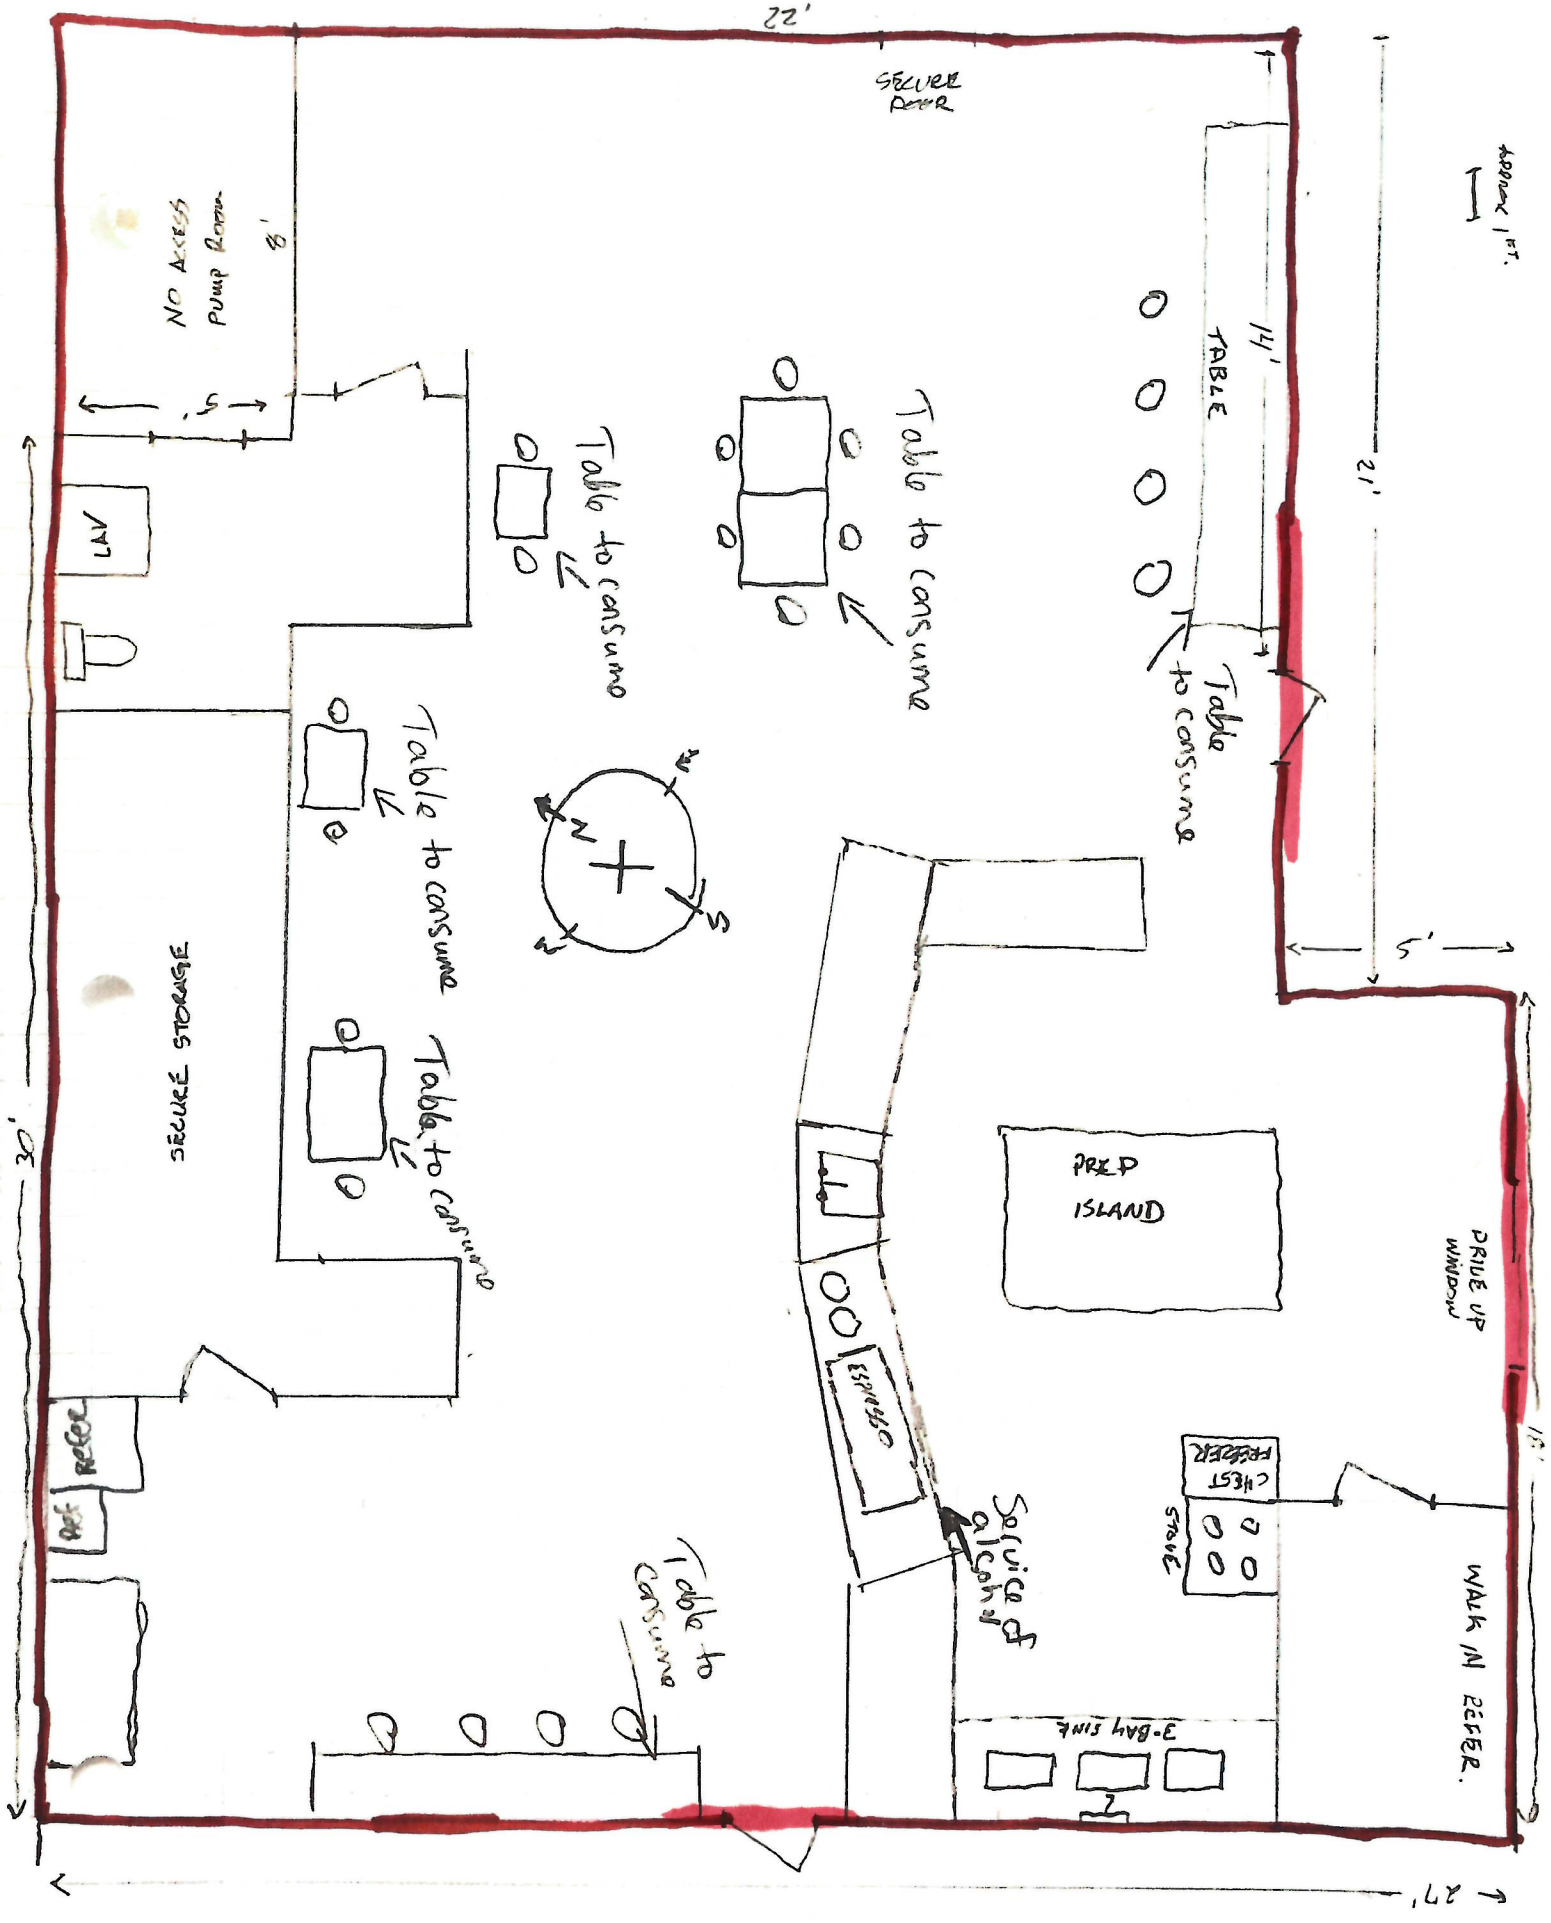 22'
SECURE
DOOR
APPROX 1 FT.
NO ACCESS
PUMP ROOM
8'
5'
14'
TABLE
21'
Table to consume
Table to consume
Table
to consume
LAV
Table to consume
N
E
S
W
5'
SECURE STORAGE
Table to consume
30'
PREP
ISLAND
DRIVE UP
WINDOW
18'
ESPRESSO
CHEST
FREEZER
STOVE
Service of
alcohol
WALK IN REFER.
Refer
Ref
Table to
consume
3-BAY SINK
27'